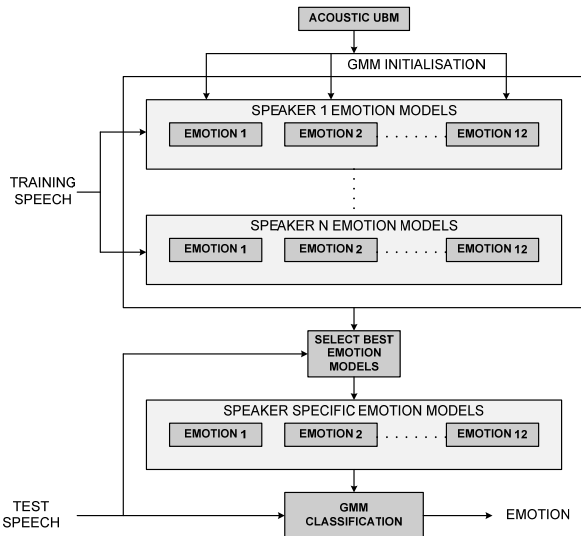 ACOUSTIC UBM
GMM INITIALISATION
SPEAKER 1 EMOTION MODELS
EMOTION 1 EMOTION 2 . . . . . . . EMOTION 12
TRAINING
SPEECH
SPEAKER N EMOTION MODELS
EMOTION 1 EMOTION 2 . . . . . . . EMOTION 12
SELECT BEST
EMOTION
MODELS
SPEAKER SPECIFIC EMOTION MODELS
EMOTION 1 EMOTION 2 . . . . . . . EMOTION 12
TEST
SPEECH
GMM
CLASSIFICATION
EMOTION